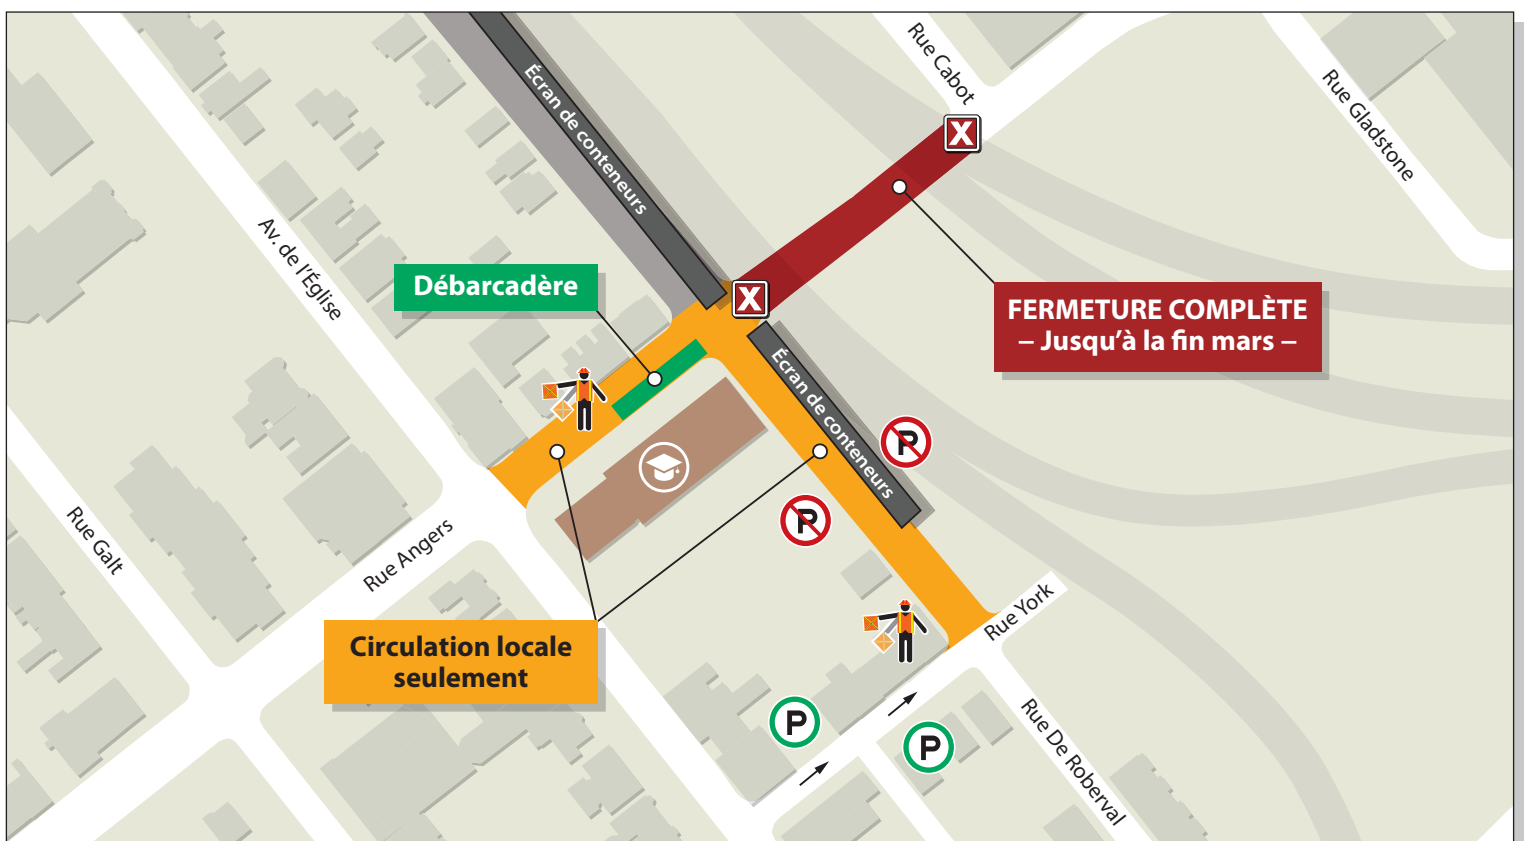 Rue Cabot
Rue Gladstone
Écran de conteneurs
X
Av. de l'Église
Débarcadère
X
FERMETURE COMPLÈTE
– Jusqu'à la fin mars –
Écran de conteneurs
P
P
Rue Galt
Rue Angers
Rue York
Circulation locale
seulement
P
P
Rue De Roberval